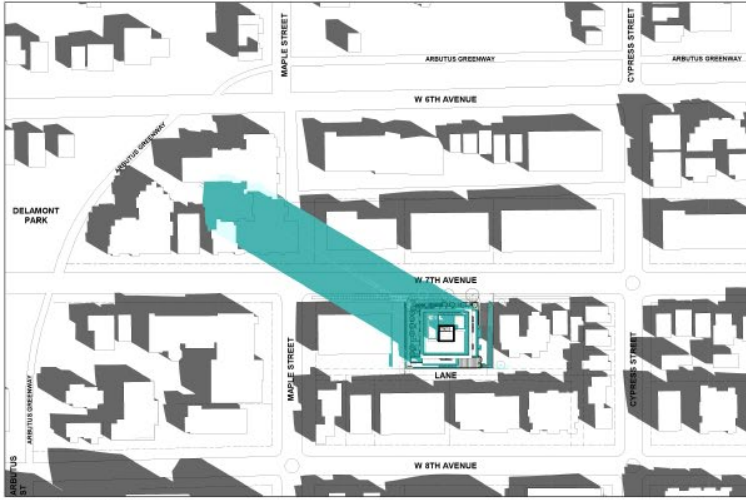 MAPLE STREET
CYPRESS STREET
ARBUTUS GREENWAY
ARBUTUS GREENWAY
W 6TH AVENUE
ARBUTUS GREENWAY
DELAMONT
PARK
W 7TH AVENUE
MAPLE STREET
LANE
CYPRESS STREET
ARBUTUS GREENWAY
ARBUTUS
ST
W 8TH AVENUE